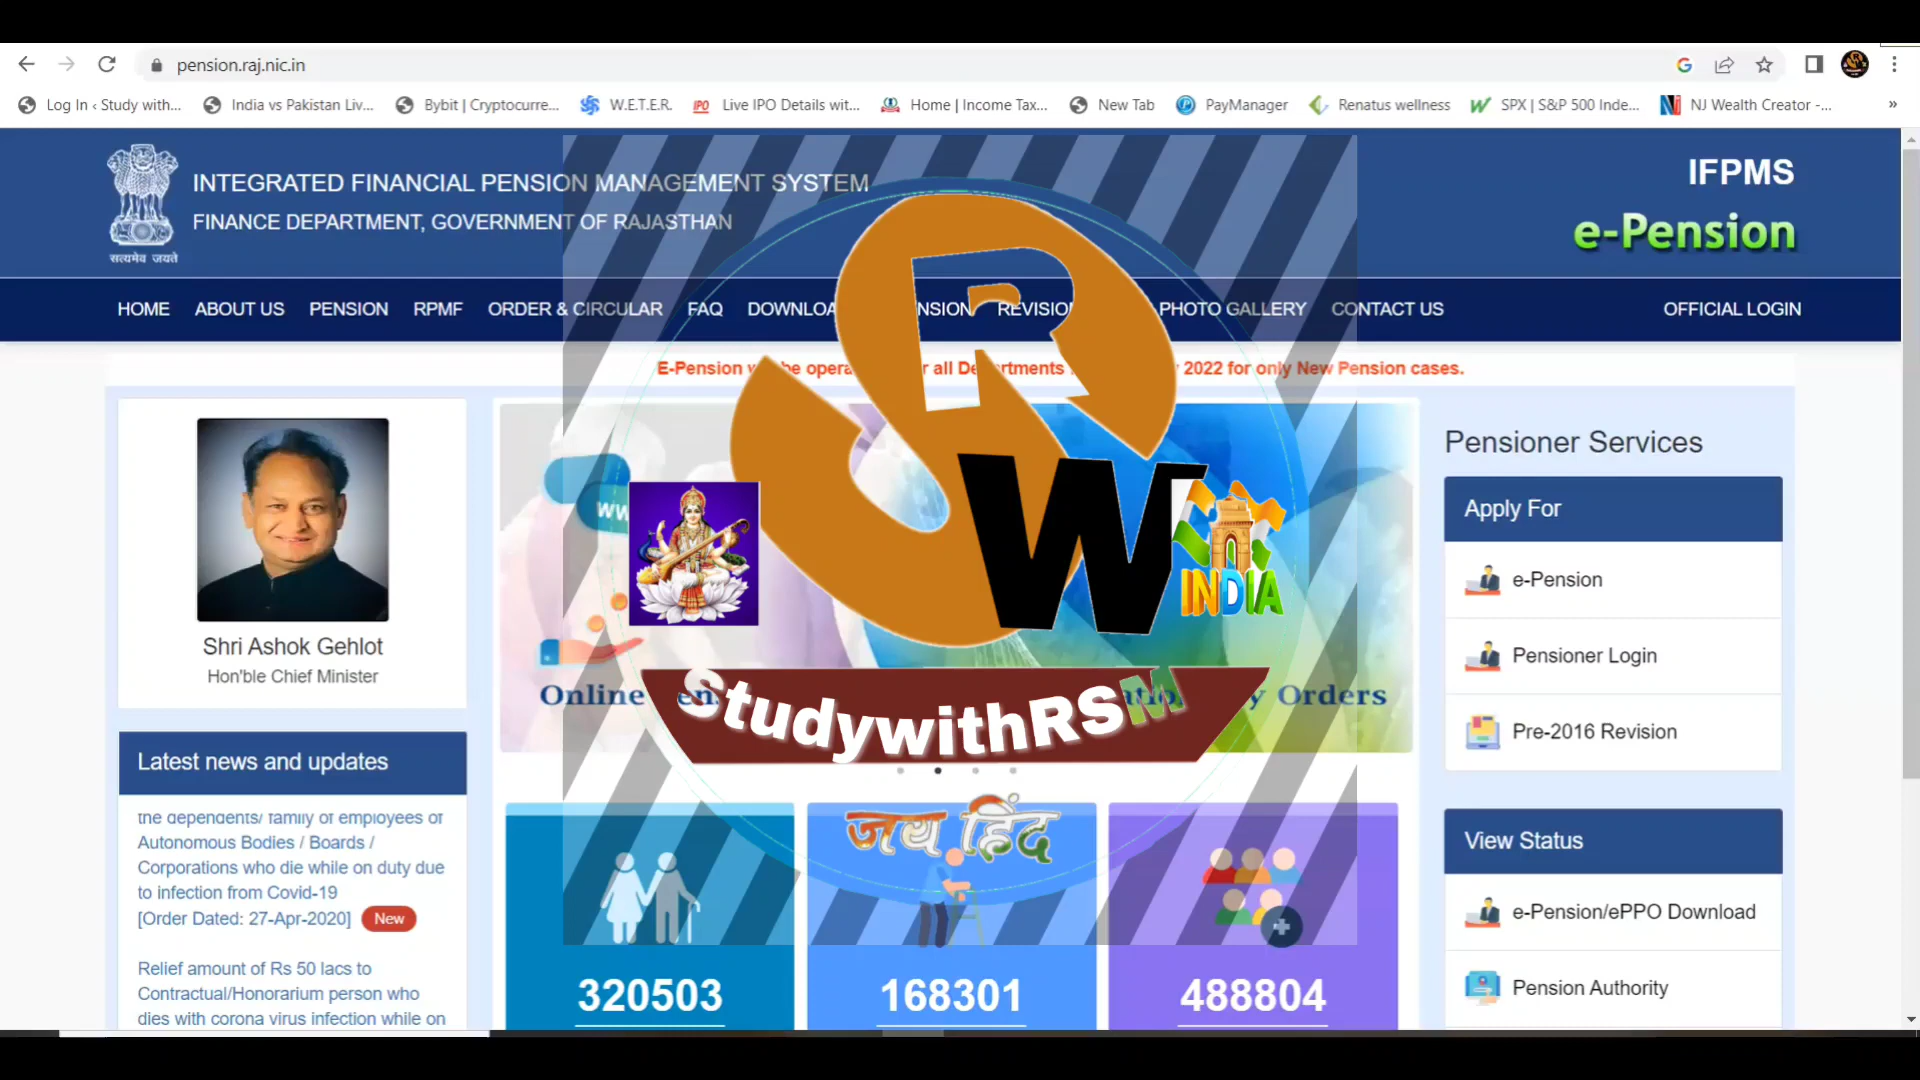 pension.raj.nic.in
Log In ‹ Study with... India vs Pakistan Liv... Bybit | Cryptocurre... W.E.T.E.R. IPO Live IPO Details wit... Home | Income Tax... New Tab PayManager Renatus wellness SPX | S&P 500 Inde... NJ Wealth Creator -... »
INTEGRATED FINANCIAL PENSION MANAGEMENT SYSTEM
FINANCE DEPARTMENT, GOVERNMENT OF RAJASTHAN
सत्यमेव जयते
IFPMS
e-Pension
HOME ABOUT US PENSION RPMF ORDER & CIRCULAR FAQ PHOTO GALLERY CONTACT US OFFICIAL LOGIN
E-Pension all 2022 for only New Pension cases.
Shri Ashok Gehlot
Hon'ble Chief Minister
Latest news and updates
the dependents/ family of employees of
Autonomous Bodies / Boards /
Corporations who die while on duty due
to infection from Covid-19
[Order Dated: 27-Apr-2020] New
Relief amount of Rs 50 lacs to
Contractual/Honorarium person who
dies with corona virus infection while on
SRW
INDIA
Online Orders
StudywithRSM
जय हिंद
320503
168301
488804
Pensioner Services
Apply For
e-Pension
Pensioner Login
Pre-2016 Revision
View Status
e-Pension/ePPO Download
Pension Authority